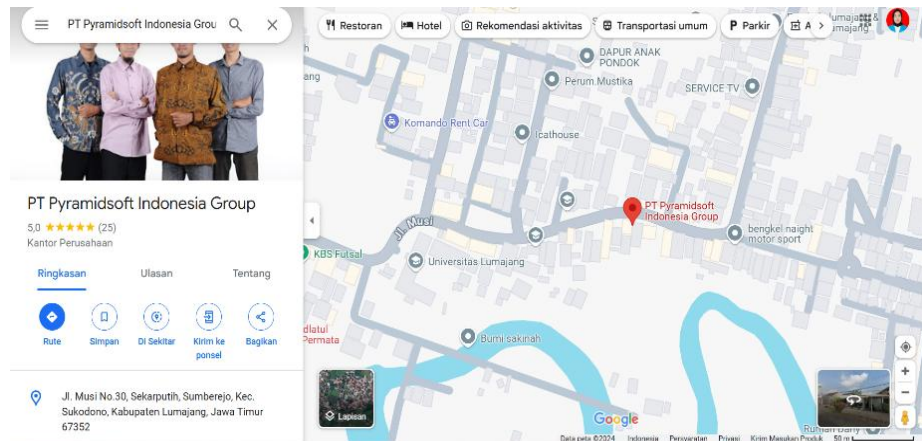 PT Pyramidsoft Indonesia Grou
PT Pyramidsoft Indonesia Group
5,0 ★★★★★ (25)
Kantor Perusahaan
Ringkasan Ulasan Tentang
Rute Simpan Di Sekitar Kirim ke ponsel Bagikan
Jl. Musi No.30, Sekarputih, Sumberejo, Kec.
Sukodono, Kabupaten Lumajang, Jawa Timur
67352
Restoran Hotel Rekomendasi aktivitas Transportasi umum P Parkir A
DAPUR ANAK
PONDOK
Perum Mustika
SERVICE TV
Komando Rent Car
Icathouse
PT Pyramidsoft
Indonesia Group
Jl. Musi
bengkel naight
motor sport
KBS Futsal
Universitas Lumajang
Permata
Bumi sakinah
Lapisan
Google
Data peta ©2024 Indonesia Persyaratan Privasi Kirim Masukan Produk 50 m